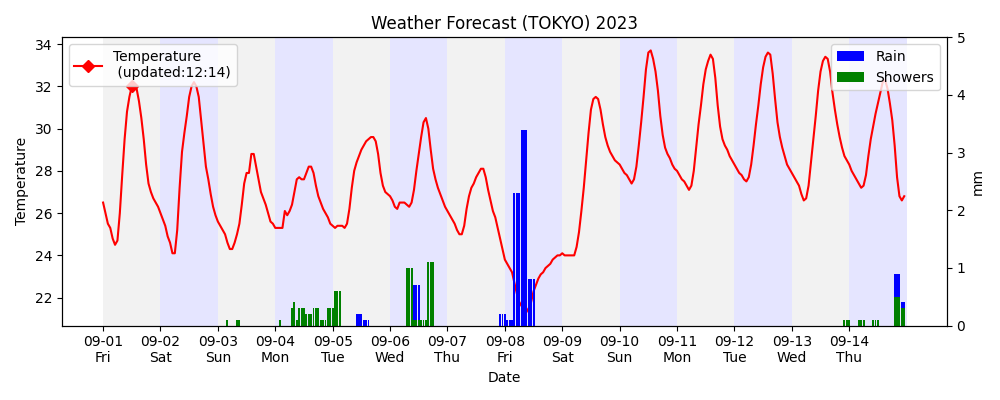 Weather Forecast (TOKYO) 2023
Temperature
(updated:12:14)
Rain
Showers
34
32
30
28
26
24
22
Temperature
5
4
3
2
1
0
mm
09-01 09-02 09-03 09-04 09-05 09-06 09-07 09-08 09-09 09-10 09-11 09-12 09-13 09-14
Fri Sat Sun Mon Tue Wed Thu Fri Sat Sun Mon Tue Wed Thu
Date